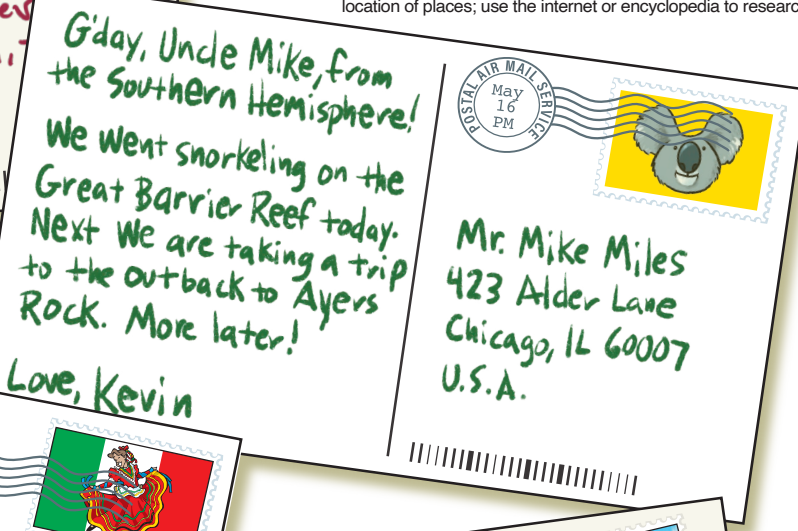 location of places; use the internet or encyclopedia to researc
G'day, Uncle Mike, from
the Southern Hemisphere!
We Went snorkeling on the
Great Barrier Reef today.
Next We are taking a trip
to the outback to Ayers
Rock. More later!
Love, Kevin
POSTAL AIR MAIL SERVICE
May
16
PM
Mr. Mike Miles
423 Alder Lane
Chicago, IL 60007
U.S.A.